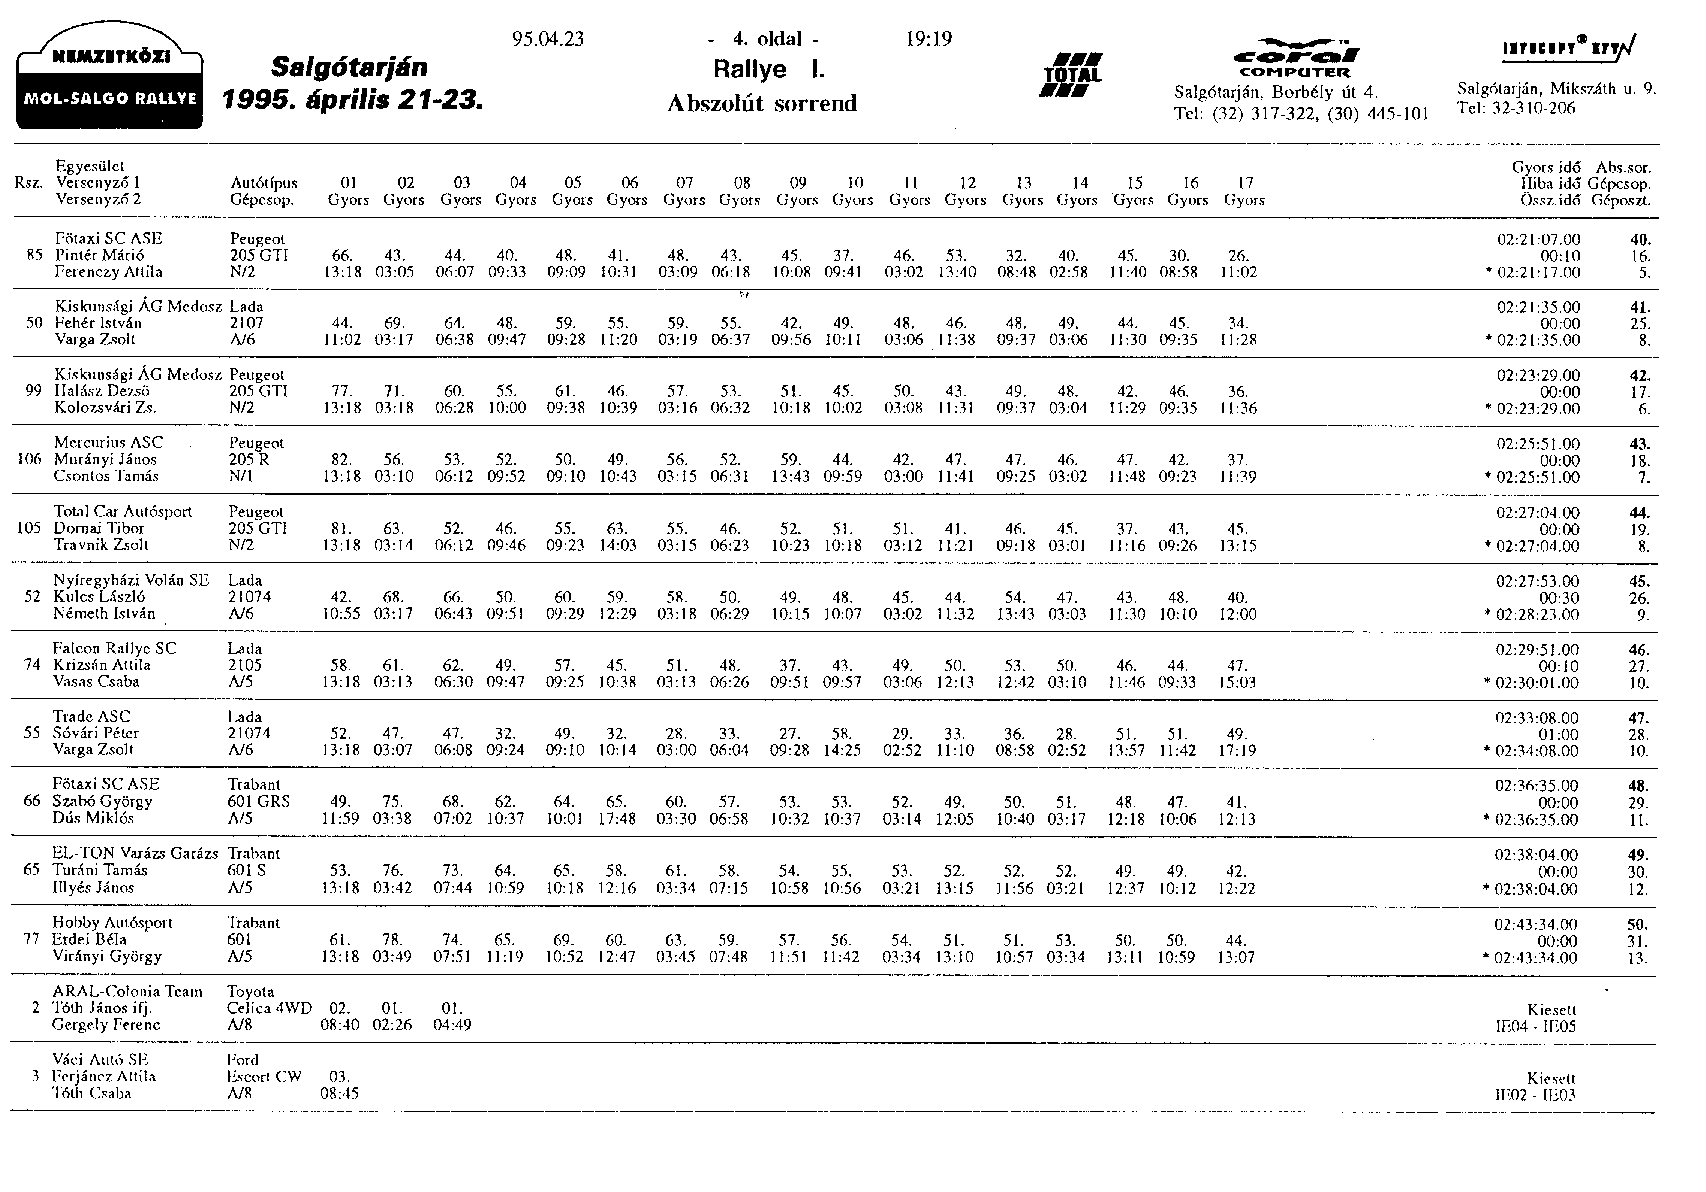 NEMZETKÖZI
MOL-SALGO RALLYE
Salgótarján
1995. április 21-23.
95.04.23 - 4. oldal - 19:19
Rallye I.
Abszolút sorrend
TOTAL
coral
COMPUTER
Salgótarján, Borbély út 4.
Tel: (32) 317-322, (30) 445-101
Salgótarján, Mikszáth u. 9.
Tel: 32-310-206
Egyesület Gyors idő Abs.sor.
Rsz. Versenyző 1 Autótípus 01 02 03 04 05 06 07 08 09 10 11 12 13 14 15 16 17 Hiba idő Gépcsop.
Versenyző 2 Gépcsop. Gyors Gyors Gyors Gyors Gyors Gyors Gyors Gyors Gyors Gyors Gyors Gyors Gyors Gyors Gyors Gyors Gyors Össz.idő Géposzt.
Főtaxi SC ASE Peugeot 02:21:07.00 40.
85 Pintér Márió 205 GTI 66. 43. 44. 40. 48. 41. 48. 43. 45. 37. 46. 53. 32. 40. 45. 30. 26. 00:10 16.
Ferenczy Attila N/2 13:18 03:05 06:07 09:33 09:09 10:31 03:09 06:18 10:08 09:41 03:02 13:40 08:48 02:58 11:40 08:58 11:02 * 02:21:17.00 5.
Kiskunsági ÁG Medosz Lada 02:21:35.00 41.
50 Fehér István 2107 44. 69. 64. 48. 59. 55. 59. 55. 42. 49. 48. 46. 48. 49. 44. 45. 34. 00:00 25.
Varga Zsolt A/6 11:02 03:17 06:38 09:47 09:28 11:20 03:19 06:37 09:56 10:11 03:06 11:38 09:37 03:06 11:30 09:35 11:28 * 02:21:35.00 8.
Kiskunsági ÁG Medosz Peugeot 02:23:29.00 42.
99 Halász Dezső 205 GTI 77. 71. 60. 55. 61. 46. 57. 53. 51. 45. 50. 43. 49. 48. 42. 46. 36. 00:00 17.
Kolozsvári Zs. N/2 13:18 03:18 06:28 10:00 09:38 10:39 03:16 06:32 10:18 10:02 03:08 11:31 09:37 03:04 11:29 09:35 11:36 * 02:23:29.00 6.
Mercurius ASC Peugeot 02:25:51.00 43.
106 Murányi János 205 R 82. 56. 53. 52. 50. 49. 56. 52. 59. 44. 42. 47. 47. 46. 47. 42. 37. 00:00 18.
Csontos Tamás N/1 13:18 03:10 06:12 09:52 09:10 10:43 03:15 06:31 13:43 09:59 03:00 11:41 09:25 03:02 11:48 09:23 11:39 * 02:25:51.00 7.
Total Car Autósport Peugeot 02:27:04.00 44.
105 Dornai Tibor 205 GTI 81. 63. 52. 46. 55. 63. 55. 46. 52. 51. 51. 41. 46. 45. 37. 43. 45. 00:00 19.
Travnik Zsolt N/2 13:18 03:14 06:12 09:46 09:23 14:03 03:15 06:23 10:23 10:18 03:12 11:21 09:18 03:01 11:16 09:26 13:15 * 02:27:04.00 8.
Nyíregyházi Volán SE Lada 02:27:53.00 45.
52 Kulcs László 21074 42. 68. 66. 50. 60. 59. 58. 50. 49. 48. 45. 44. 54. 47. 43. 48. 40. 00:30 26.
Németh István A/6 10:55 03:17 06:43 09:51 09:29 12:29 03:18 06:29 10:15 10:07 03:02 11:32 13:43 03:03 11:30 10:10 12:00 * 02:28:23.00 9.
Falcon Rallye SC Lada 02:29:51.00 46.
74 Krizsán Attila 2105 58. 61. 62. 49. 57. 45. 51. 48. 37. 43. 49. 50. 53. 50. 46. 44. 47. 00:10 27.
Vasas Csaba A/5 13:18 03:13 06:30 09:47 09:25 10:38 03:13 06:26 09:51 09:57 03:06 12:13 12:42 03:10 11:46 09:33 15:03 * 02:30:01.00 10.
Trade ASC Lada 02:33:08.00 47.
55 Sóvári Péter 21074 52. 47. 47. 32. 49. 32. 28. 33. 27. 58. 29. 33. 36. 28. 51. 51. 49. 01:00 28.
Varga Zsolt A/6 13:18 03:07 06:08 09:24 09:10 10:14 03:00 06:04 09:28 14:25 02:52 11:10 08:58 02:52 13:57 11:42 17:19 * 02:34:08.00 10.
Főtaxi SC ASE Trabant 02:36:35.00 48.
66 Szabó György 601 GRS 49. 75. 68. 62. 64. 65. 60. 57. 53. 53. 52. 49. 50. 51. 48. 47. 41. 00:00 29.
Dús Miklós A/5 11:59 03:38 07:02 10:37 10:01 17:48 03:30 06:58 10:32 10:37 03:14 12:05 10:40 03:17 12:18 10:06 12:13 * 02:36:35.00 11.
EL-TON Varázs Garázs Trabant 02:38:04.00 49.
65 Turáni Tamás 601 S 53. 76. 73. 64. 65. 58. 61. 58. 54. 55. 53. 52. 52. 52. 49. 49. 42. 00:00 30.
Illyés János A/5 13:18 03:42 07:44 10:59 10:18 12:16 03:34 07:15 10:58 10:56 03:21 13:15 11:56 03:21 12:37 10:12 12:22 * 02:38:04.00 12.
Hobby Autósport Trabant 02:43:34.00 50.
77 Erdei Béla 601 61. 78. 74. 65. 69. 60. 63. 59. 57. 56. 54. 51. 51. 53. 50. 50. 44. 00:00 31.
Virányi György A/5 13:18 03:49 07:51 11:19 10:52 12:47 03:45 07:48 11:51 11:42 03:34 13:10 10:57 03:34 13:11 10:59 13:07 * 02:43:34.00 13.
ARAL-Colonia Team Toyota
2 Tóth János ifj. Celica 4WD 02. 01. 01. Kiesett
Gergely Ferenc A/8 08:40 02:26 04:49 IE04 - IE05
Váci Autó SE Ford
3 Ferjáncz Attila Escort CW 03. Kiesett
Tóth Csaba A/8 08:45 IE02 - IE03